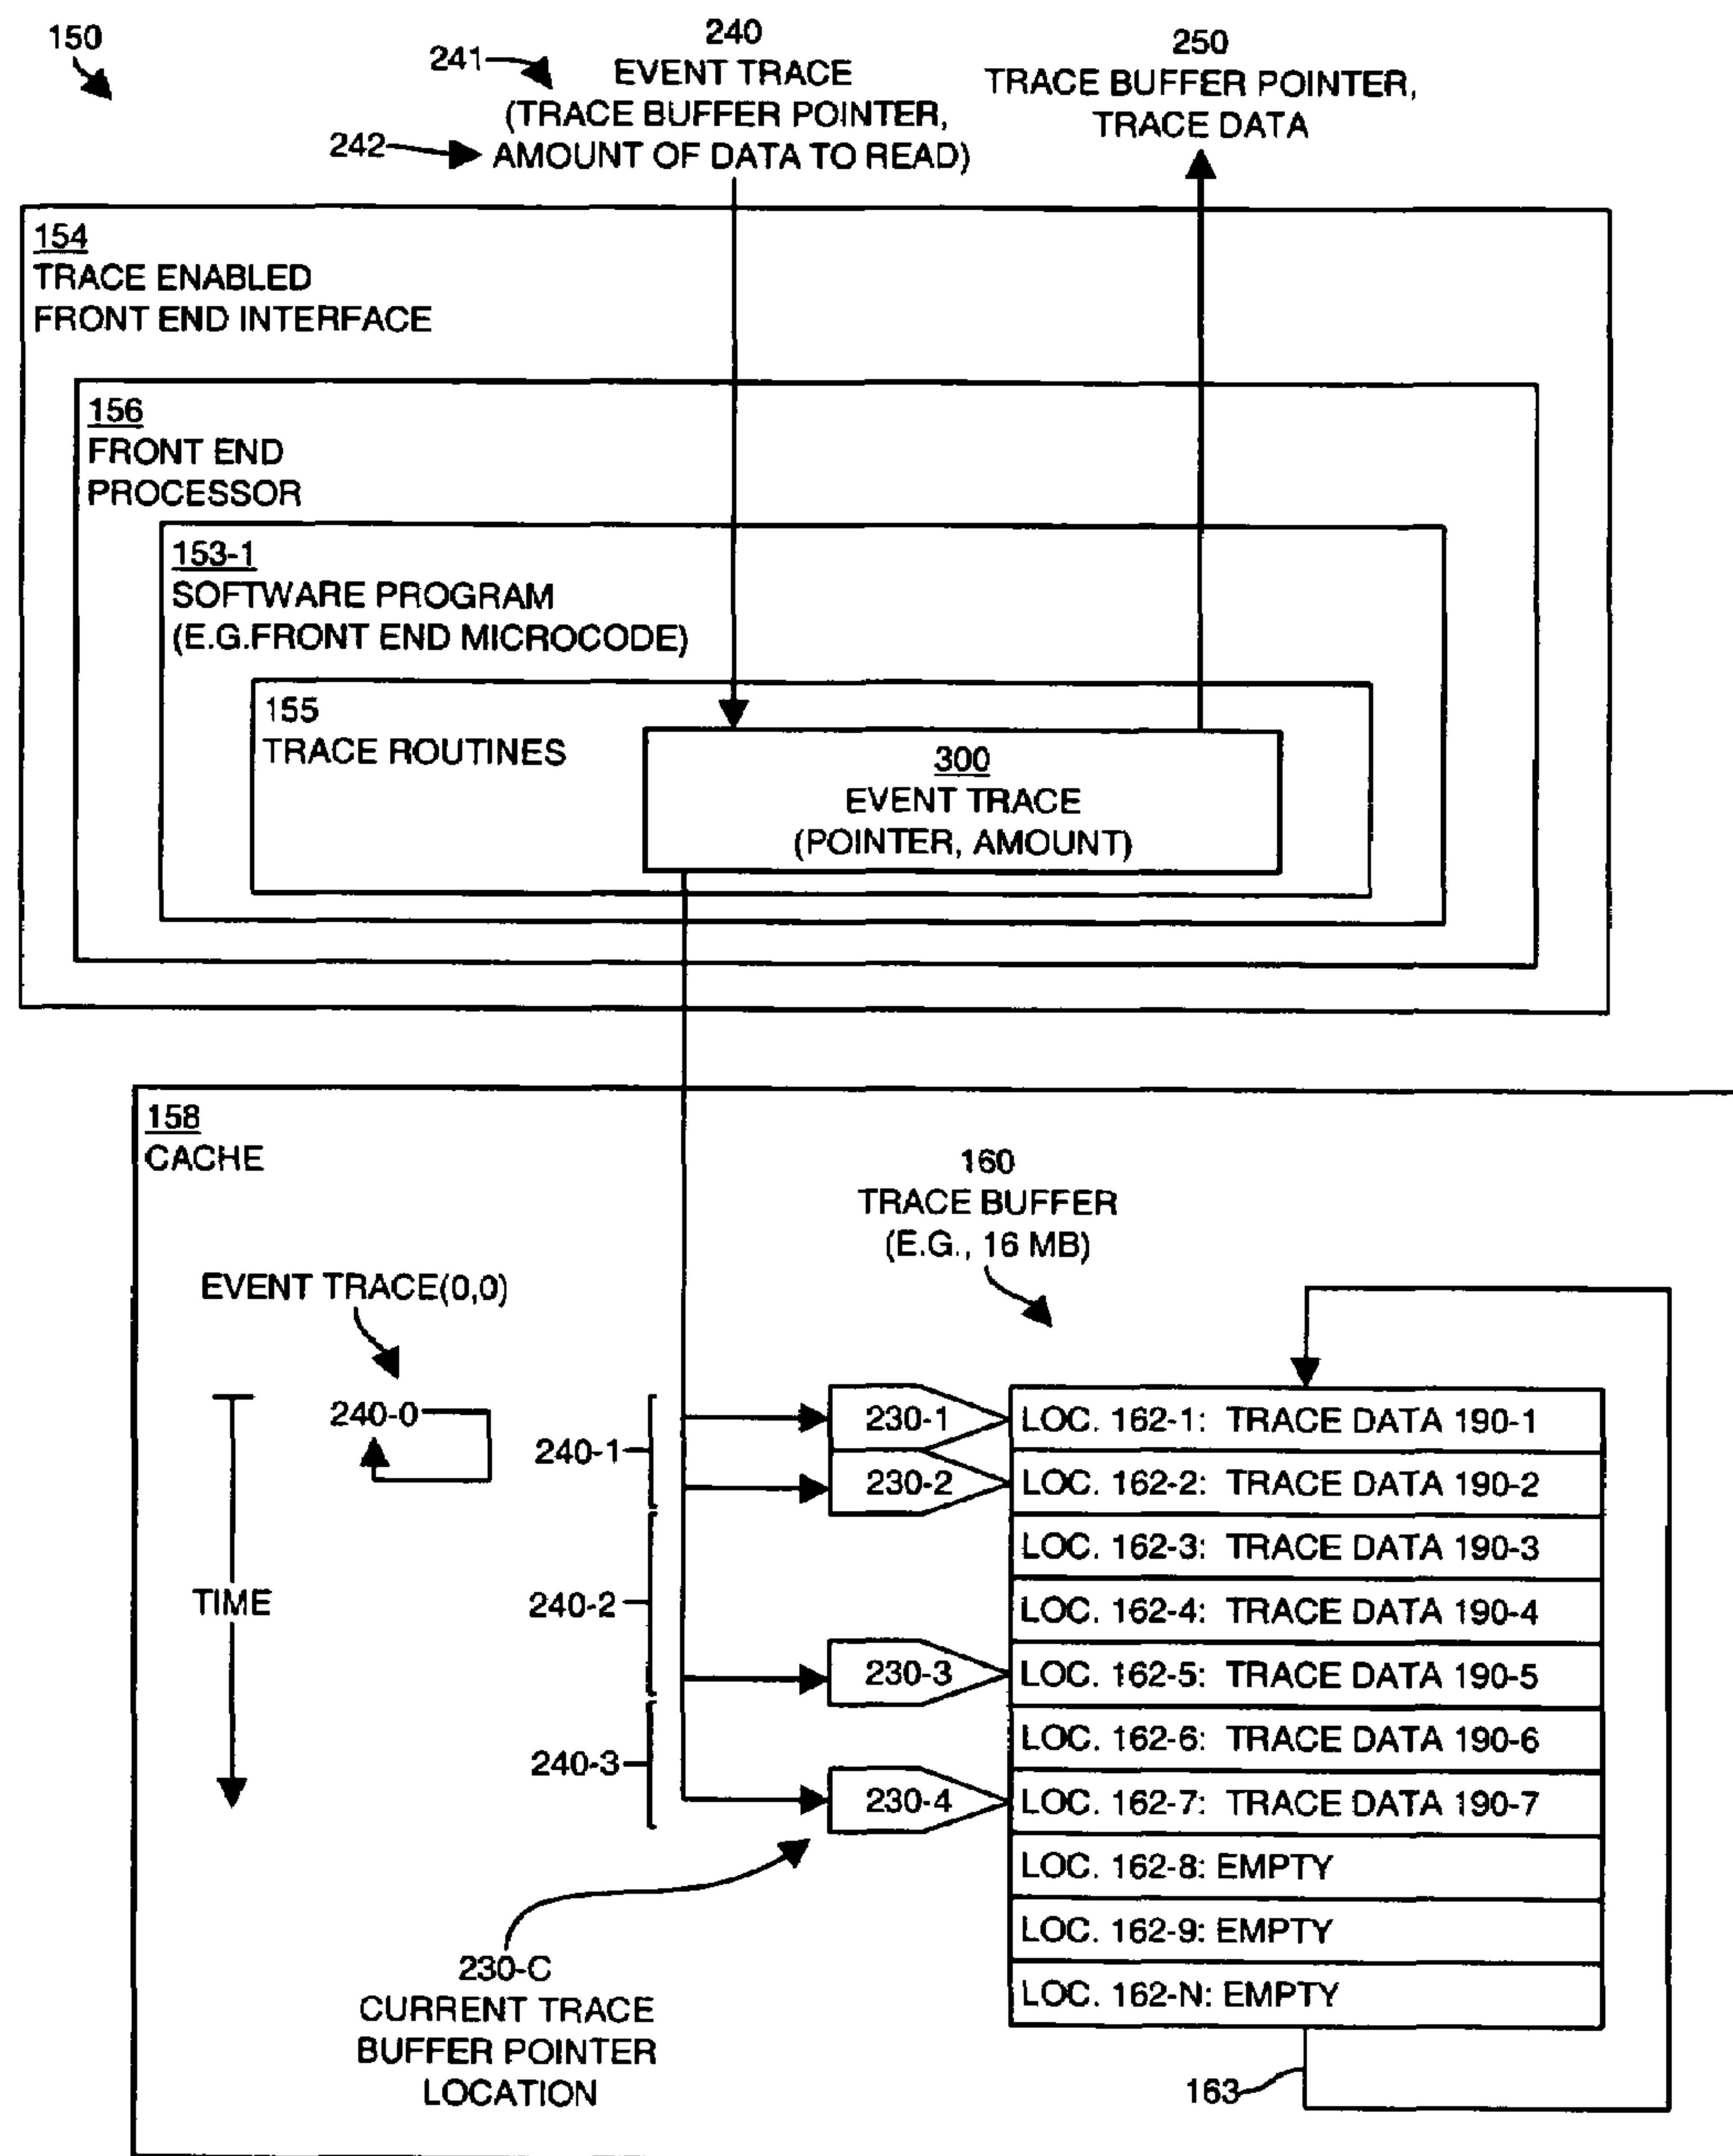 150
240
241
EVENT TRACE
(TRACE BUFFER POINTER,
242
AMOUNT OF DATA TO READ)
250
TRACE BUFFER POINTER,
TRACE DATA
154
TRACE ENABLED
FRONT END INTERFACE
156
FRONT END
PROCESSOR
153-1
SOFTWARE PROGRAM
(E.G.FRONT END MICROCODE)
155
TRACE ROUTINES
300
EVENT TRACE
(POINTER, AMOUNT)
158
CACHE
160
TRACE BUFFER
(E.G., 16 MB)
EVENT TRACE(0,0)
240-0
TIME
240-1
240-2
240-3
230-1
230-2
230-3
230-4
LOC. 162-1: TRACE DATA 190-1
LOC. 162-2: TRACE DATA 190-2
LOC. 162-3: TRACE DATA 190-3
LOC. 162-4: TRACE DATA 190-4
LOC. 162-5: TRACE DATA 190-5
LOC. 162-6: TRACE DATA 190-6
LOC. 162-7: TRACE DATA 190-7
LOC. 162-8: EMPTY
LOC. 162-9: EMPTY
LOC. 162-N: EMPTY
230-C
CURRENT TRACE
BUFFER POINTER
LOCATION
163